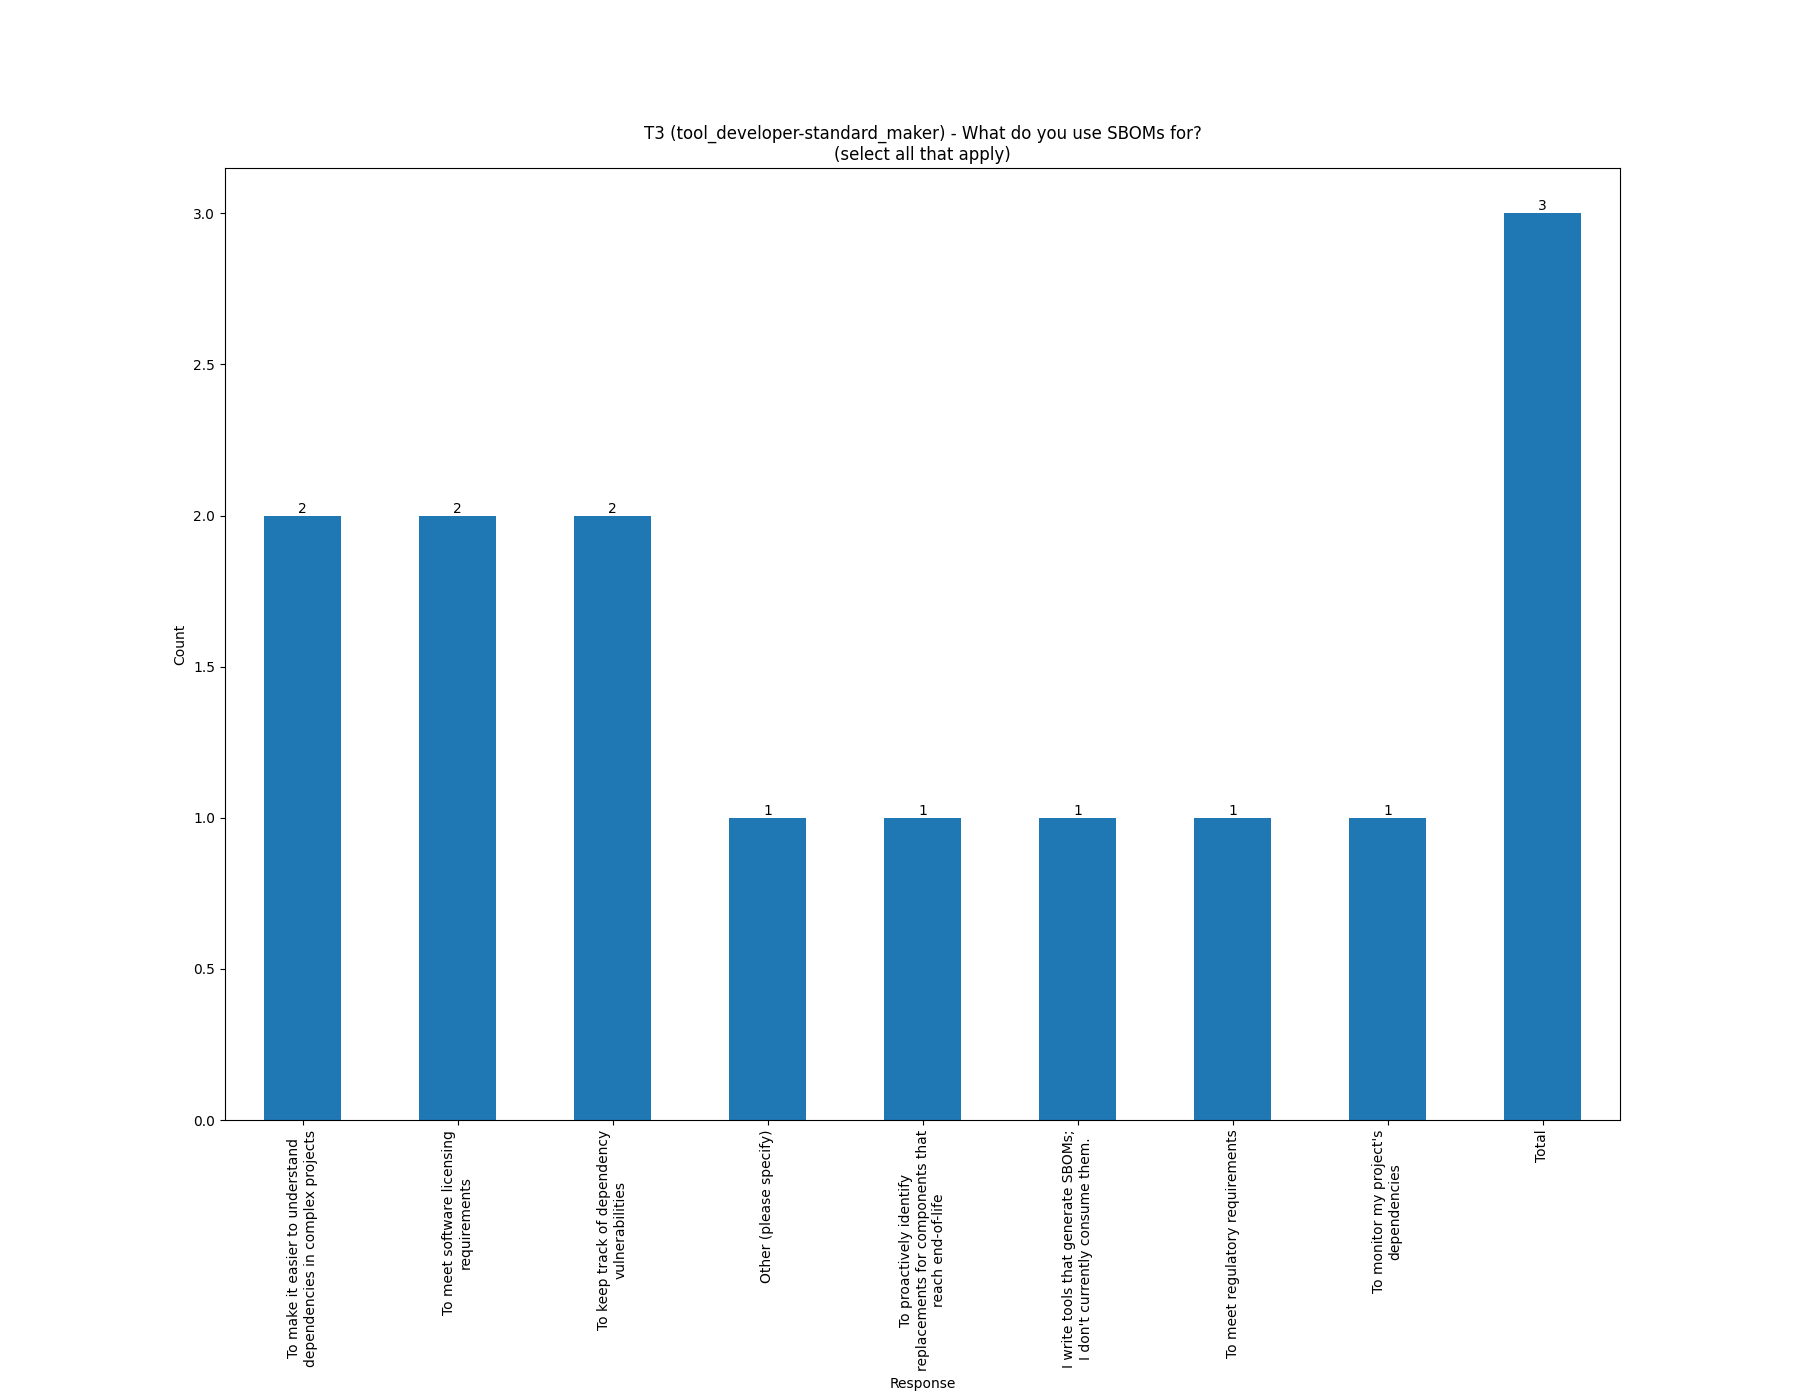 T3 (tool_developer-standard_maker) - What do you use SBOMs for?
(select all that apply)
3.0
2.5
2.0
1.5
1.0
0.5
0.0
Count
2
2
2
1
1
1
1
1
3
To make it easier to understand
dependencies in complex projects
To meet software licensing
requirements
To keep track of dependency
vulnerabilities
Other (please specify)
To proactively identify
replacements for components that
reach end-of-life
I write tools that generate SBOMs;
I don't currently consume them.
To meet regulatory requirements
To monitor my project's
dependencies
Total
Response